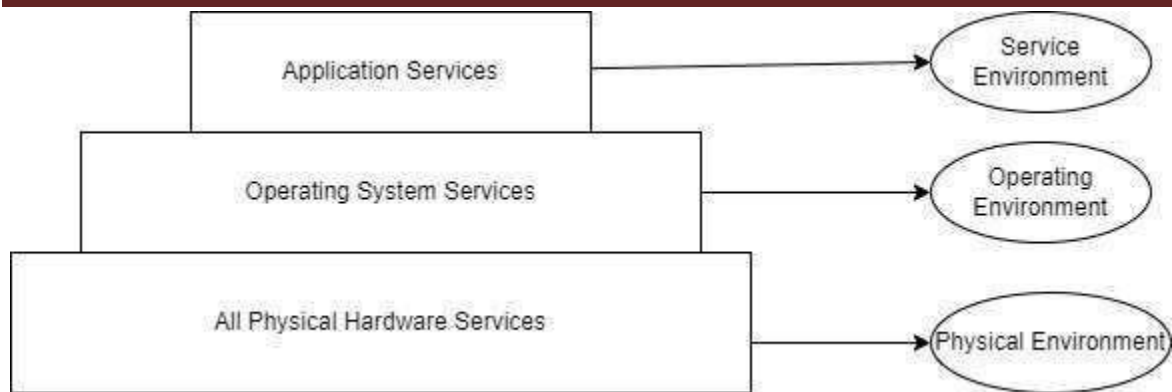 Application Services
Service
Environment
Operating System Services
Operating
Environment
All Physical Hardware Services
Physical Environment